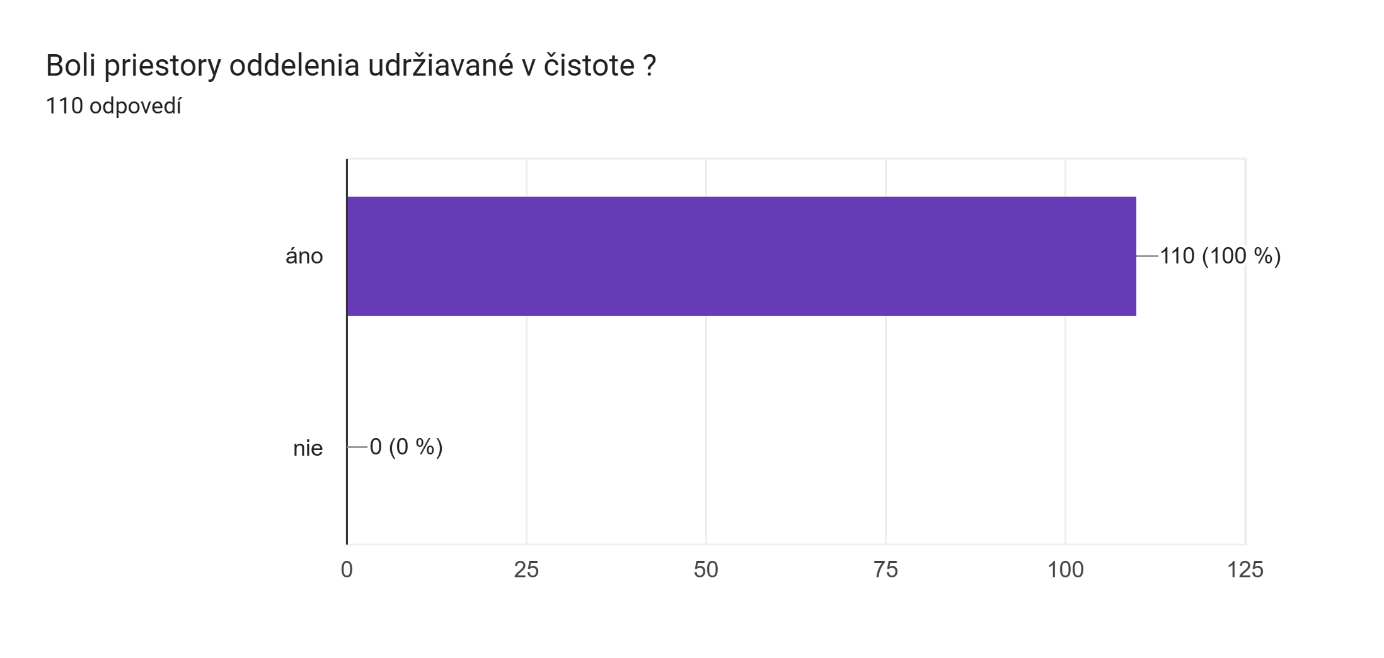 Boli priestory oddelenia udržiavané v čistote ?
110 odpovedí
áno
110 (100 %)
nie
0 (0 %)
0 25 50 75 100 125